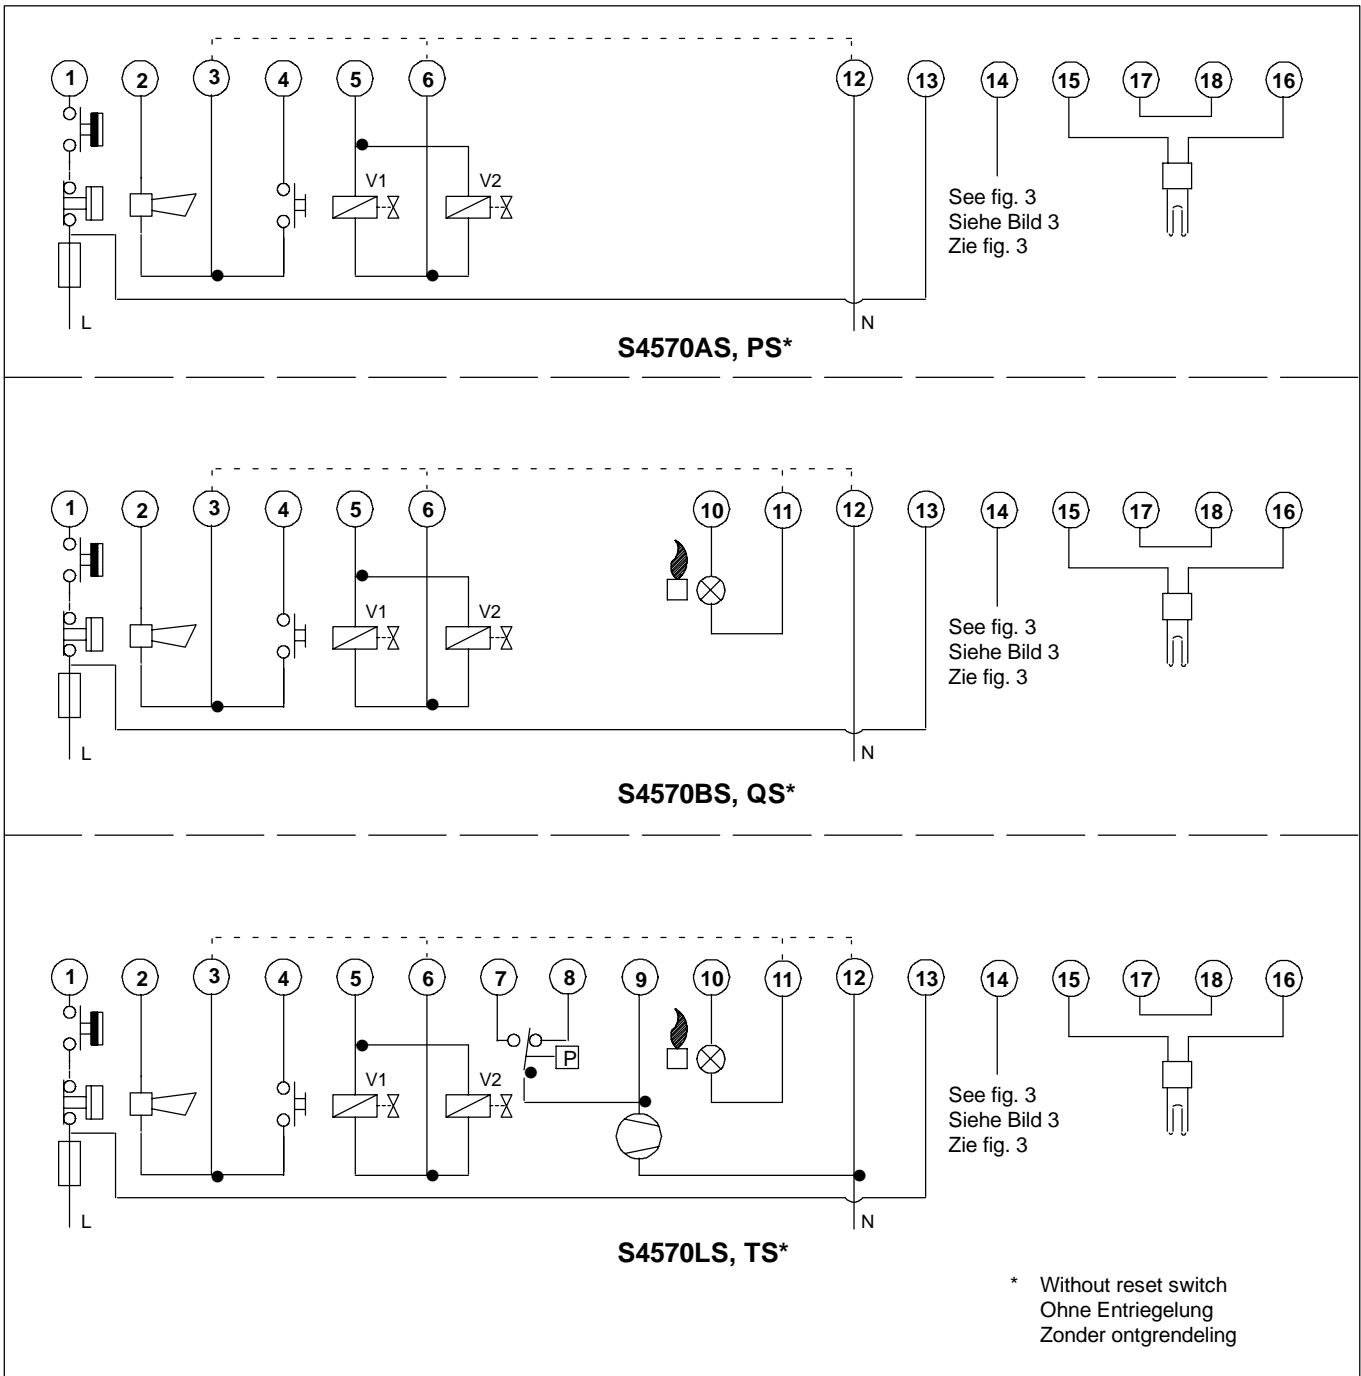 1 2 3 4 5 6 12 13 14 15 17 18 16
V1 V2
See fig. 3
Siehe Bild 3
Zie fig. 3
L N
S4570AS, PS*
1 2 3 4 5 6 10 11 12 13 14 15 17 18 16
V1 V2
See fig. 3
Siehe Bild 3
Zie fig. 3
L N
S4570BS, QS*
1 2 3 4 5 6 7 8 9 10 11 12 13 14 15 17 18 16
P
V1 V2
See fig. 3
Siehe Bild 3
Zie fig. 3
L N
S4570LS, TS*
* Without reset switch
Ohne Entriegelung
Zonder ontgrendeling